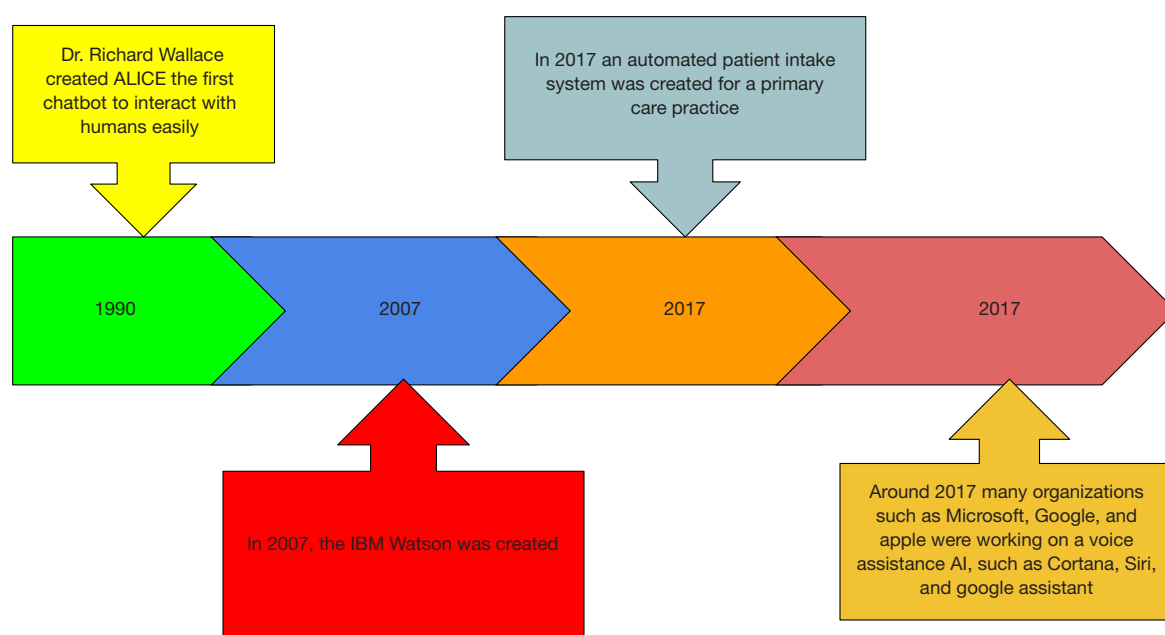 Dr. Richard Wallace
created ALICE the first
chatbot to interact with
humans easily
In 2017 an automated patient intake
system was created for a primary
care practice
1990
2007
2017
2017
In 2007, the IBM Watson was created
Around 2017 many organizations
such as Microsoft, Google, and
apple were working on a voice
assistance AI, such as Cortana, Siri,
and google assistant